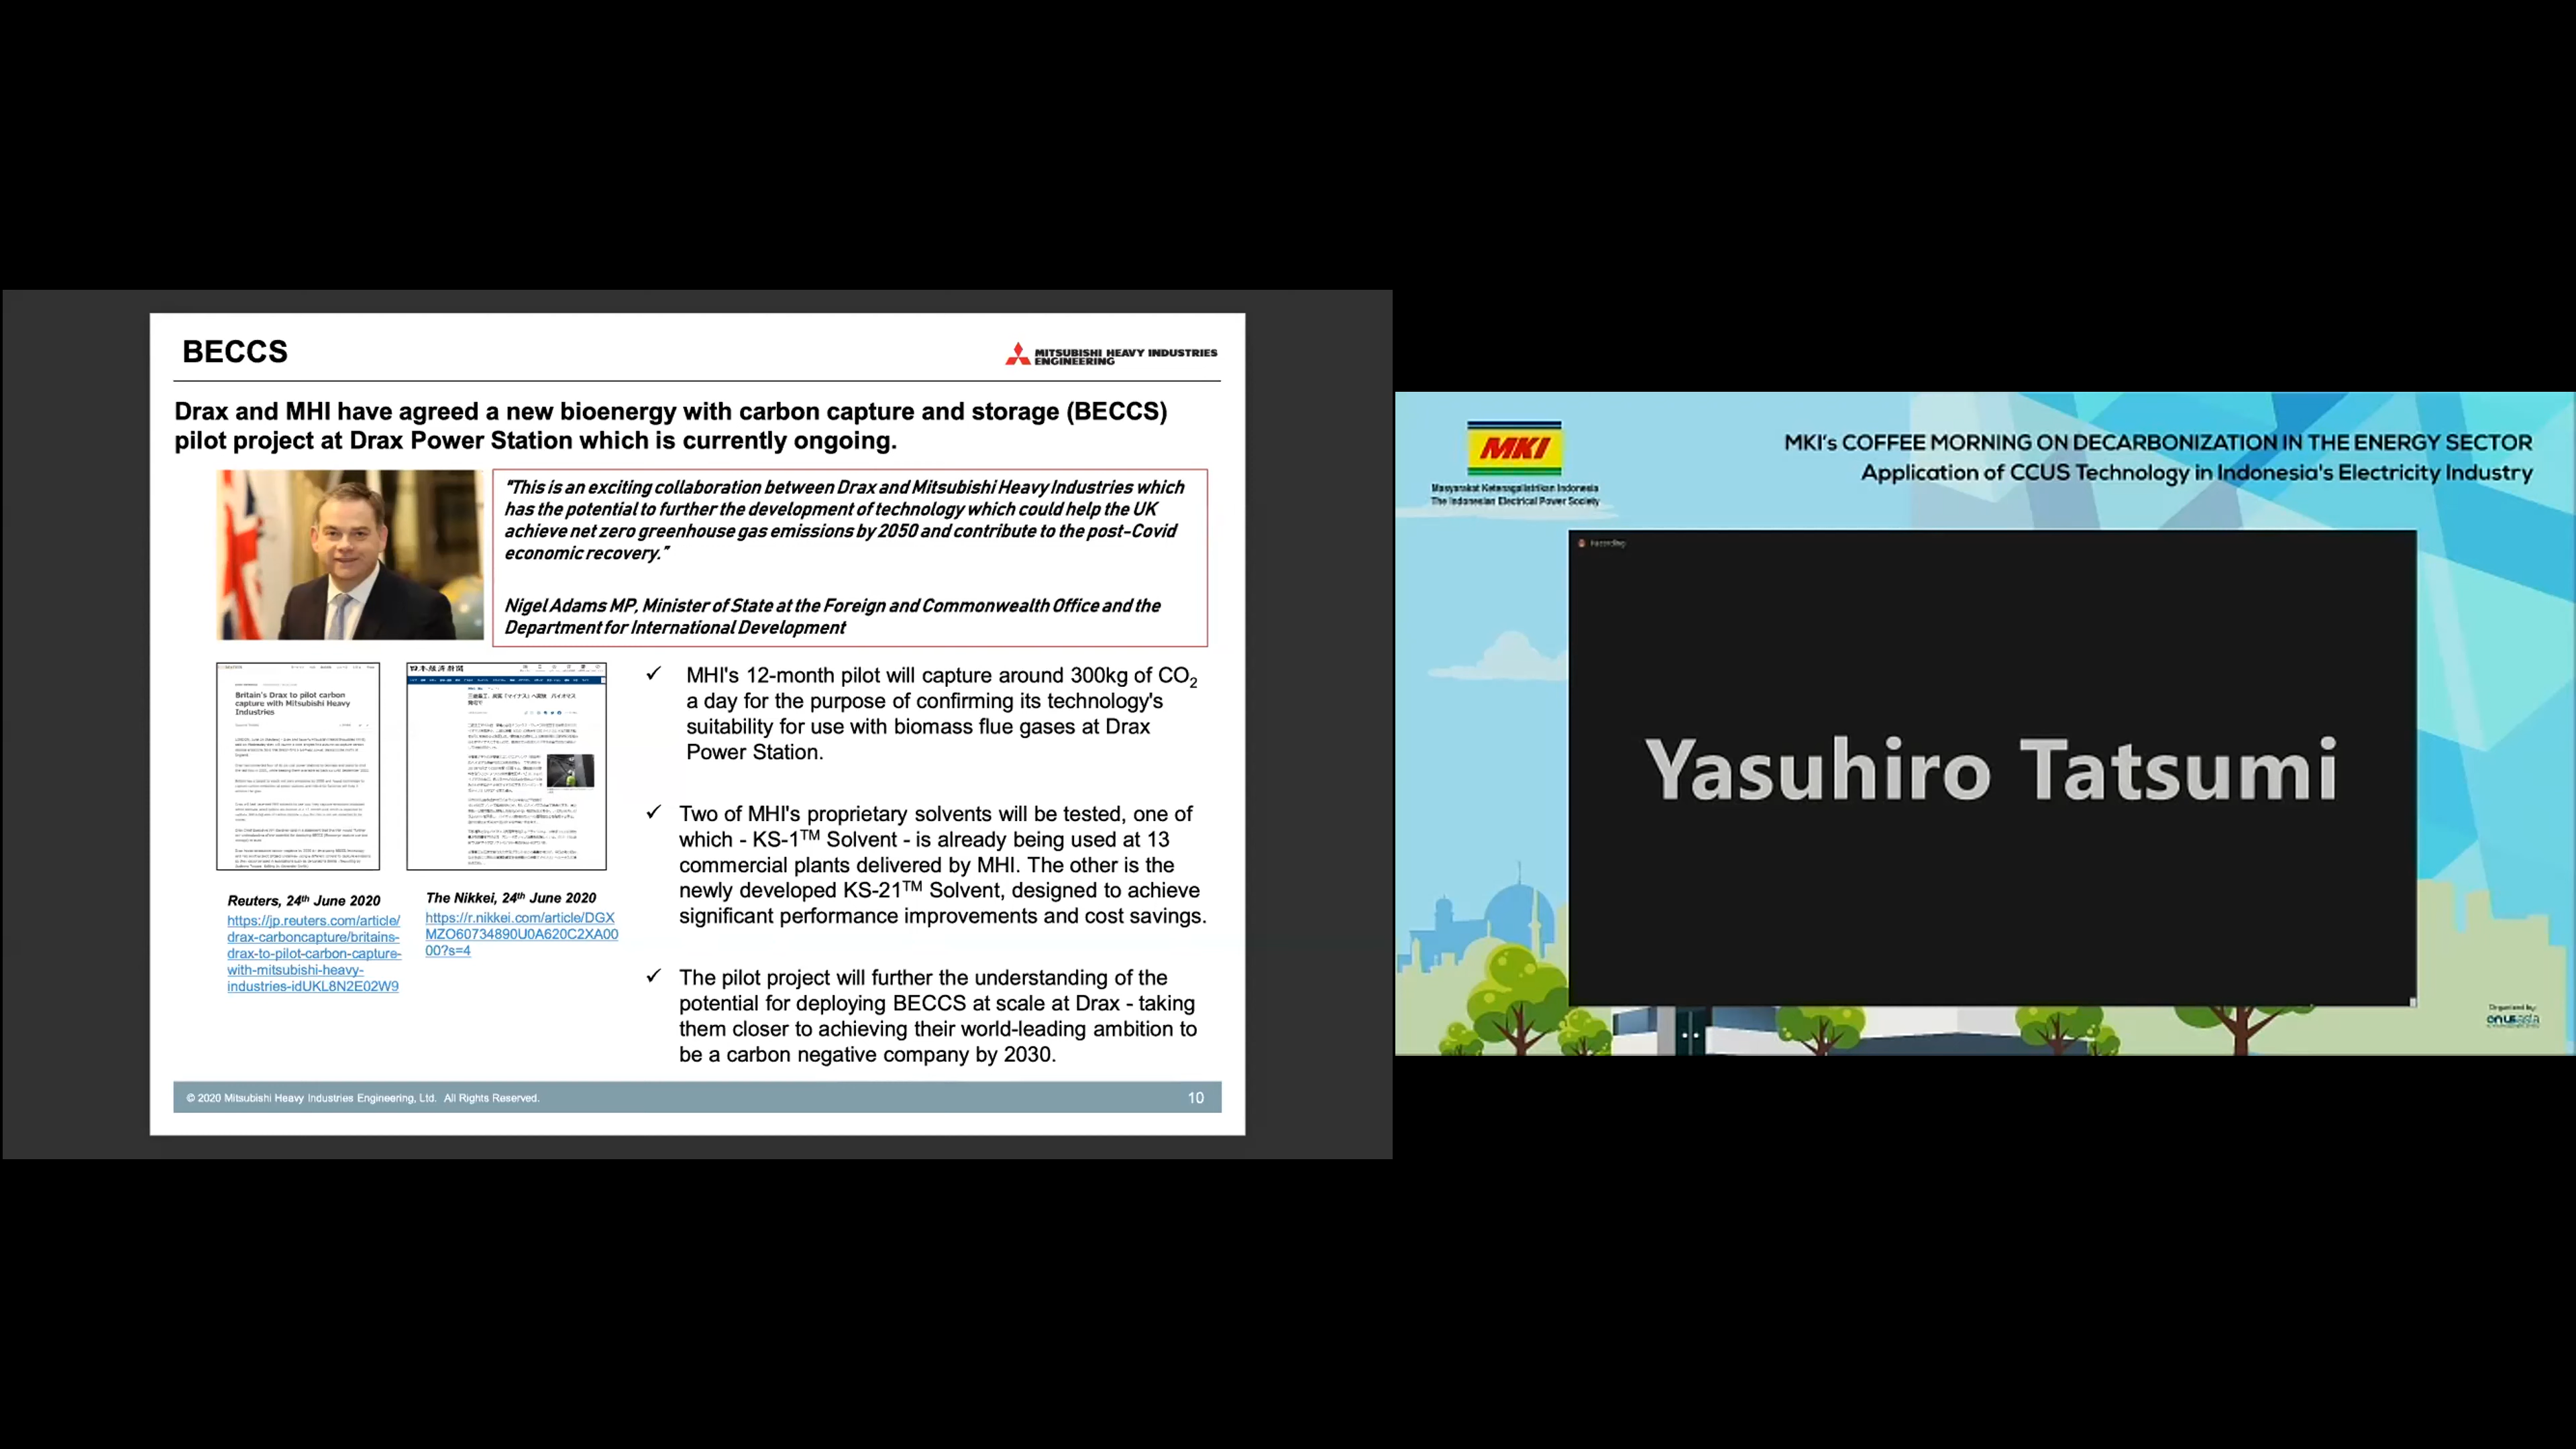 BECCS
MITSUBISHI HEAVY INDUSTRIES
ENGINEERING
Drax and MHI have agreed a new bioenergy with carbon capture and storage (BECCS)
pilot project at Drax Power Station which is currently ongoing.
"This is an exciting collaboration between Drax and Mitsubishi Heavy Industries which
has the potential to further the development of technology which could help the UK
achieve net zero greenhouse gas emissions by 2050 and contribute to the post-Covid
economic recovery."
Nigel Adams MP, Minister of State at the Foreign and Commonwealth Office and the
Department for International Development
Britain's Drax to pilot carbon
capture with Mitsubishi Heavy
Industries
日本経済新聞
Reuters, 24th June 2020
https://jp.reuters.com/article/
drax-carboncapture/britains-
drax-to-pilot-carbon-capture-
with-mitsubishi-heavy-
industries-idUKL8N2E02W9
The Nikkei, 24th June 2020
https://r.nikkei.com/article/DGX
MZO60734890U0A620C2XA00
00?s=4
✓ MHI's 12-month pilot will capture around 300kg of CO2
a day for the purpose of confirming its technology's
suitability for use with biomass flue gases at Drax
Power Station.
✓ Two of MHI's proprietary solvents will be tested, one of
which - KS-1TM Solvent - is already being used at 13
commercial plants delivered by MHI. The other is the
newly developed KS-21TM Solvent, designed to achieve
significant performance improvements and cost savings.
✓ The pilot project will further the understanding of the
potential for deploying BECCS at scale at Drax - taking
them closer to achieving their world-leading ambition to
be a carbon negative company by 2030.
© 2020 Mitsubishi Heavy Industries Engineering, Ltd. All Rights Reserved.
10
MKI
Masyarakat Ketenagalistrikan Indonesia
The Indonesian Electrical Power Society
MKI's COFFEE MORNING ON DECARBONIZATION IN THE ENERGY SECTOR
Application of CCUS Technology in Indonesia's Electricity Industry
Recording
Yasuhiro Tatsumi
Organized by: